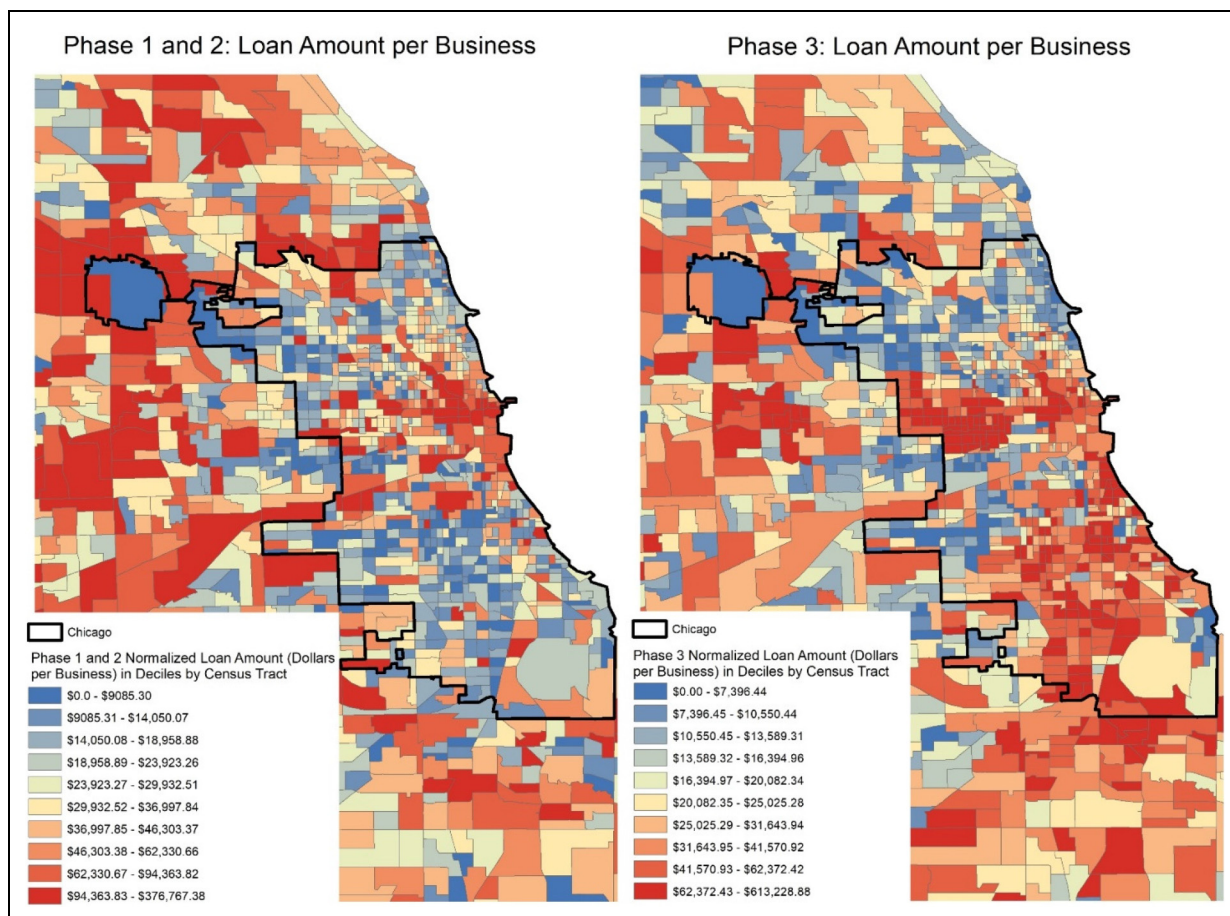 Phase 1 and 2: Loan Amount per Business
Chicago
Phase 1 and 2 Normalized Loan Amount (Dollars
per Business) in Deciles by Census Tract
$0.0 - $9085.30
$9085.31 - $14,050.07
$14,050.08 - $18,958.88
$18,958.89 - $23,923.26
$23,923.27 - $29,932.51
$29,932.52 - $36,997.84
$36,997.85 - $46,303.37
$46,303.38 - $62,330.66
$62,330.67 - $94,363.82
$94,363.83 - $376,767.38
Phase 3: Loan Amount per Business
Chicago
Phase 3 Normalized Loan Amount (Dollars
per Business) in Deciles by Census Tract
$0.00 - $7,396.44
$7,396.45 - $10,550.44
$10,550.45 - $13,589.31
$13,589.32 - $16,394.96
$16,394.97 - $20,082.34
$20,082.35 - $25,025.28
$25,025.29 - $31,643.94
$31,643.95 - $41,570.92
$41,570.93 - $62,372.42
$62,372.43 - $613,228.88